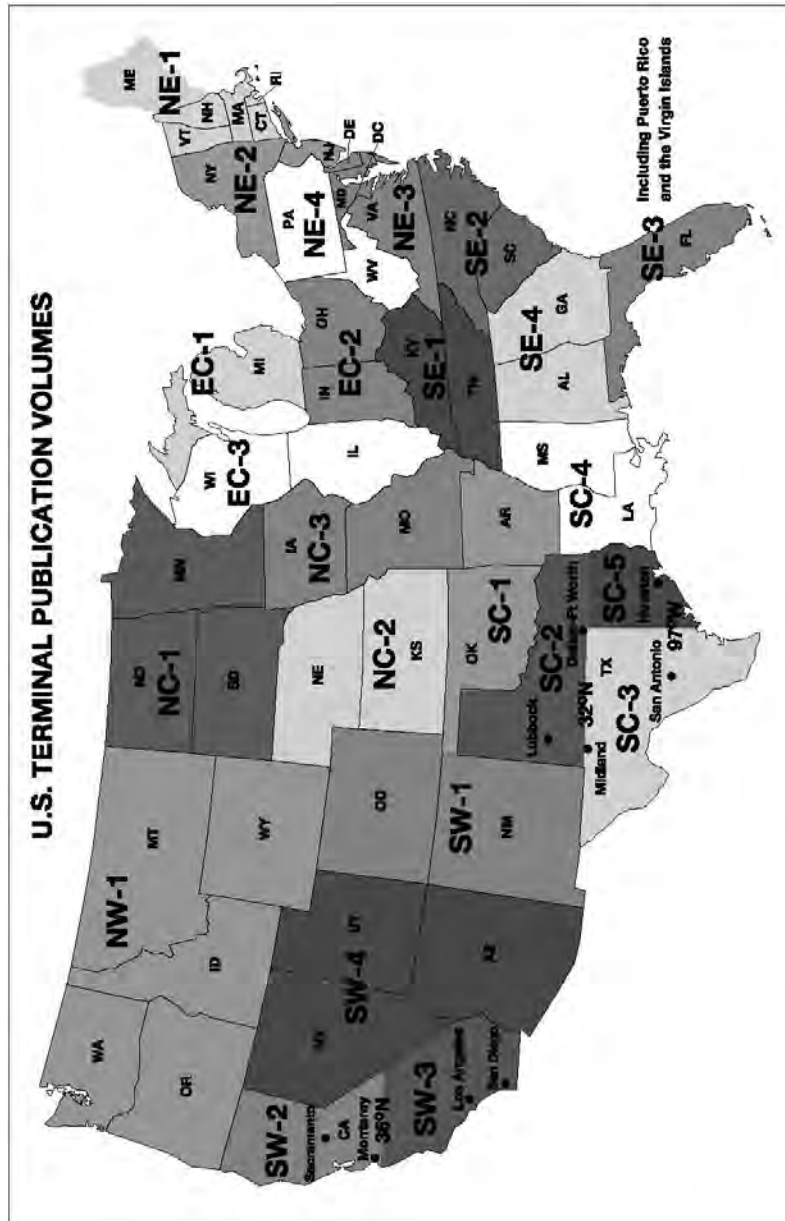 U.S. TERMINAL PUBLICATION VOLUMES
WA
OR
NW-1
ID
MT
WY
SW-2
Sacramento
CA
Monterey
36ºN
SW-3
Los Angeles
San Diego
NV
SW-4
UT
AZ
CO
SW-1
NM
ND
NC-1
SD
MN
NE
NC-2
KS
IA
NC-3
MO
OK
SC-1
AR
SC-2
Lubbock
Dallas-Ft Worth
32ºN
Midland
TX
SC-3
San Antonio
97ºW
SC-5
Houston
SC-4
MS
LA
WI
EC-3
IL
EC-1
MI
IN
OH
EC-2
KY
SE-1
TN
AL
SE-4
GA
NC
SE-2
SC
SE-3
FL
Including Puerto Rico
and the Virgin Islands
WV
VA
NE-3
PA
NE-4
MD
DE
DC
NJ
NY
NE-2
ME
NE-1
VT
NH
MA
CT
RI